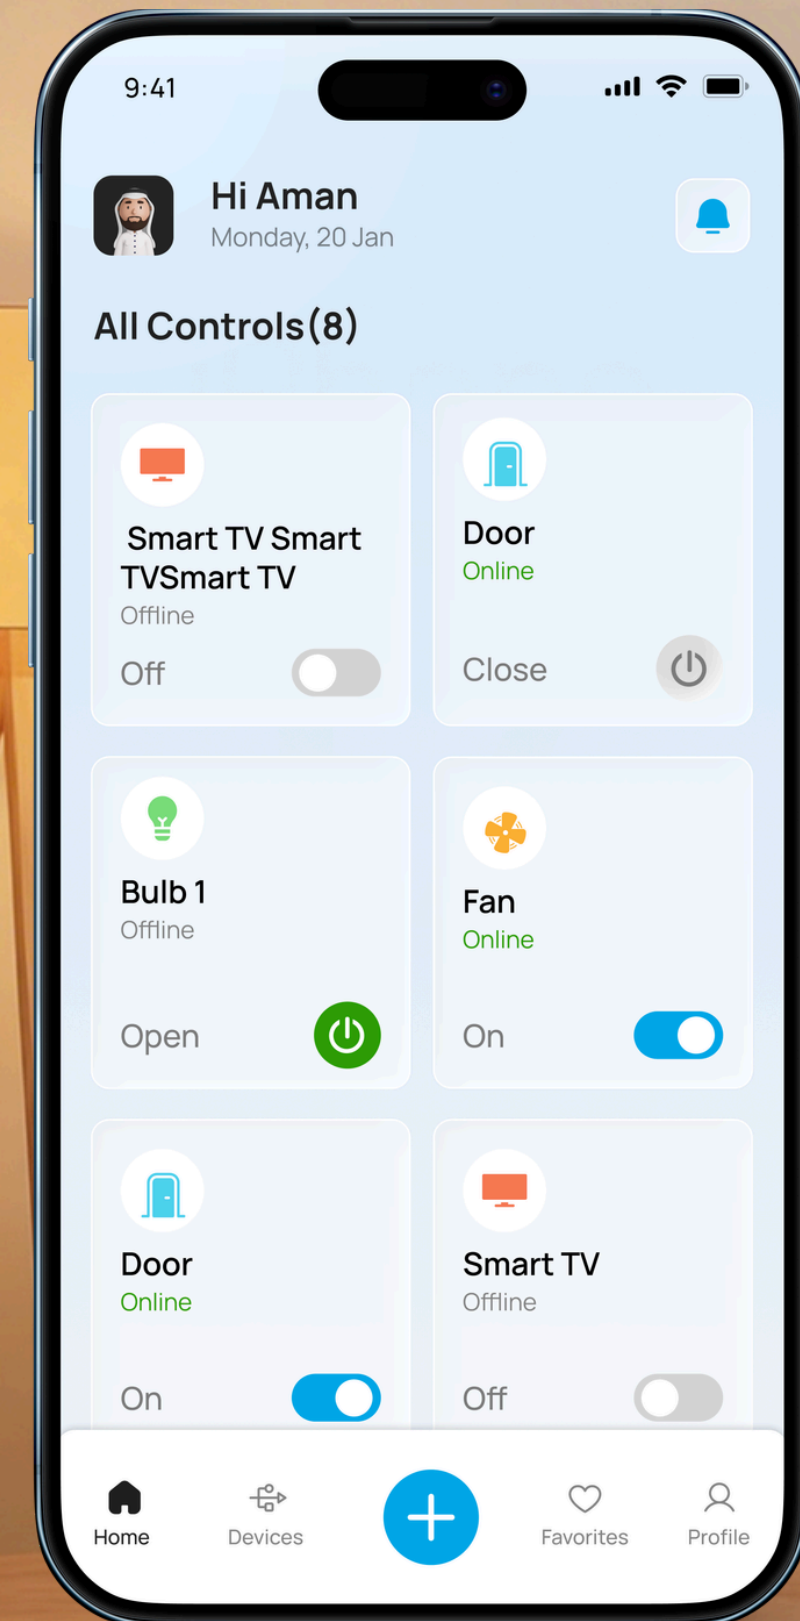 9:41
Hi Aman
Monday, 20 Jan
All Controls(8)
Smart TV Smart
TVSmart TV
Offline
Off
Door
Online
Close
Bulb 1
Offline
Open
Fan
Online
On
Door
Online
On
Smart TV
Offline
Off
Home
Devices
Favorites
Profile